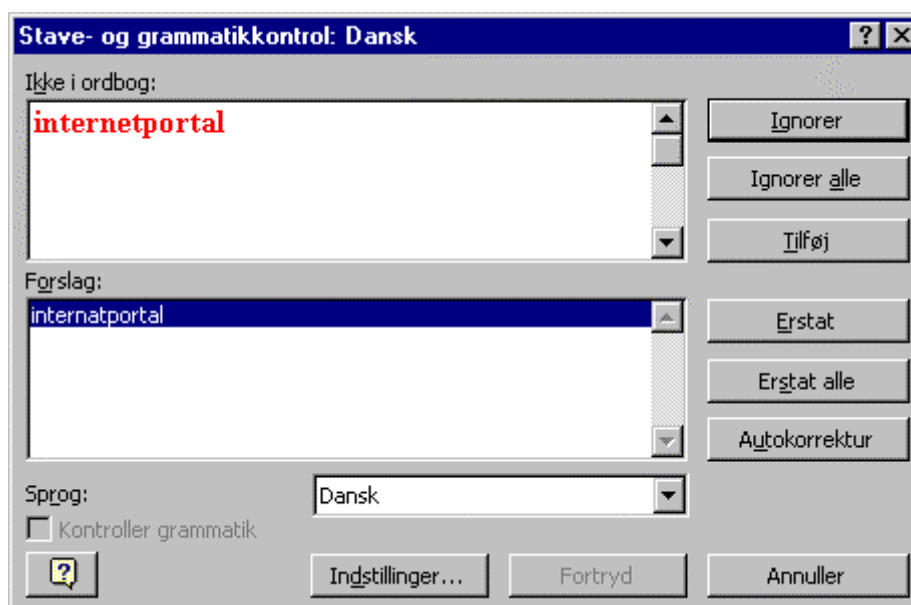 Stave- og grammatikkontrol: Dansk
Ikke i ordbog:
internetportal
Ignorer
Ignorer alle
Tilføj
Forslag:
internatportal
Erstat
Erstat alle
Autokorrektur
Sprog:
Dansk
Kontroller grammatik
Indstillinger...
Fortryd
Annuller